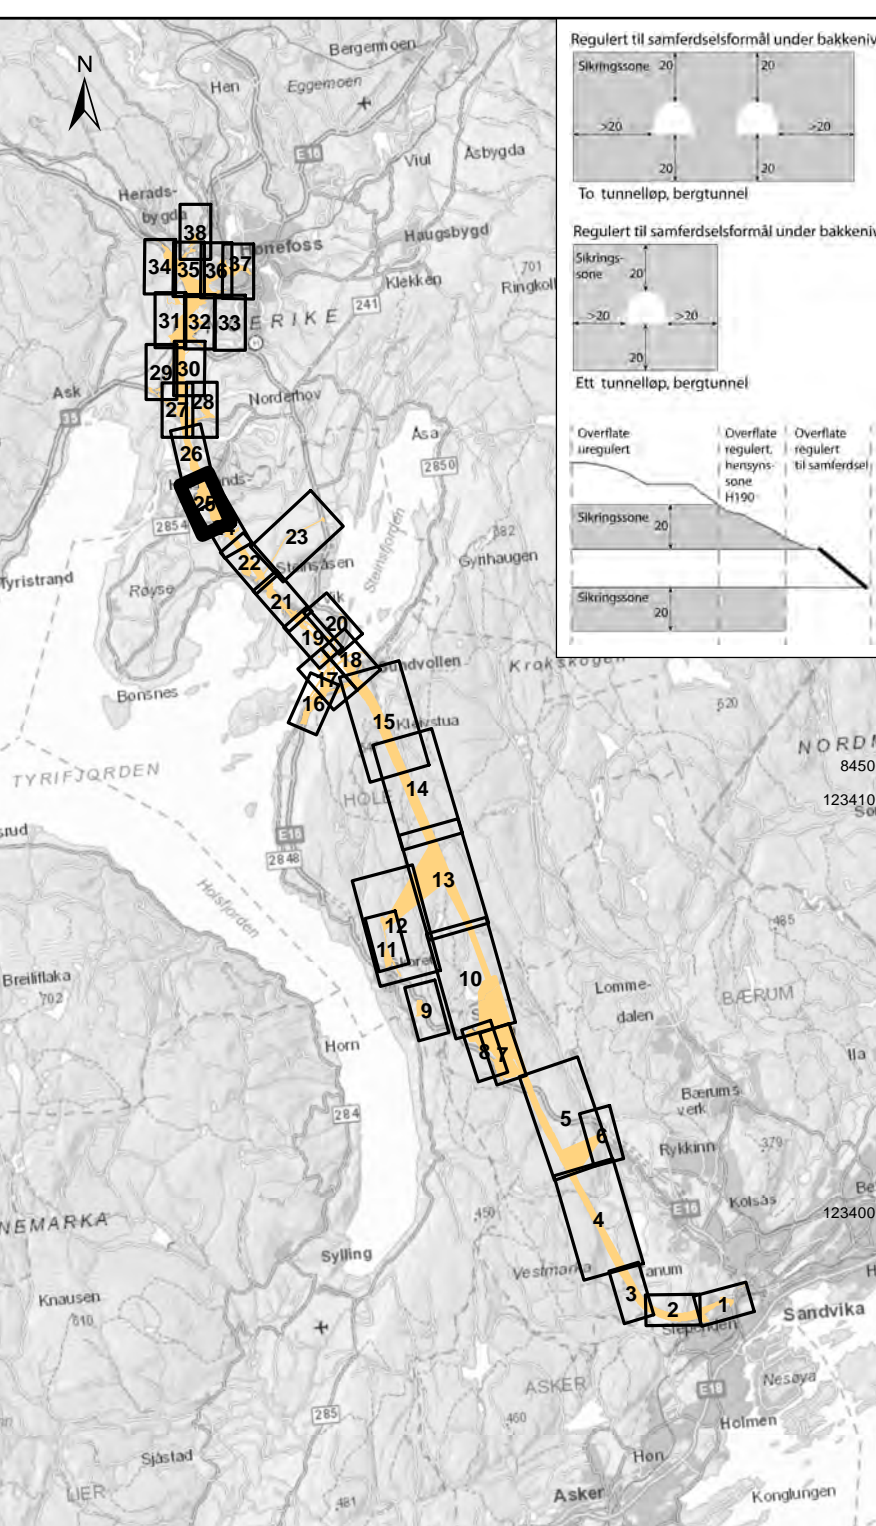 N
Bergermoen
Hen
Eggemoen
E16
Viul
Åsbygda
Herads-
bygda
38
Hønefoss
Haugsbygd
34
35
36
37
Klekken
701
241
31
32
33
ERIKE
29
30
Ask
27
28
Norderhov
35
26
Åsa
2850
25
2854
23
Steinsfjorden
22
Steinsåsen
Gyrihaugen
Tyristrand
Røyse
21
20
19
18
Sundvollen
Krokskogen
17
16
Bønsnes
15
Kleivstua
520
TYRIFJORDEN
14
HOLE
8450
123410
E16
2848
13
Holsfjorden
12
485
11
Breiliflaka
702
10
Lomme-
dalen
BÆRUM
9
Horn
8
7
284
5
Bærums
verk
6
Rykkinn
379
Kolsås
450
E16
123400
4
Sylling
Vestmarka
Tanum
3
Knausen
610
2
1
Slependen
Sandvika
ASKER
E18
Nesøya
285
460
Holmen
Sjåstad
Høn
LIER
481
Asker
Konglungen
Regulert til samferdselsformål under bakkeniv
Sikringssone
20
20
>20
>20
20
20
To tunnelløp, bergtunnel
Regulert til samferdselsformål under bakkeniv
Sikrings-
sone
20
>20
>20
20
Ett tunnelløp, bergtunnel
Overflate
uregulert
Overflate
regulert,
hensyns-
sone
H190
Overflate
regulert
til samferdsel
Sikringssone
20
Sikringssone
20